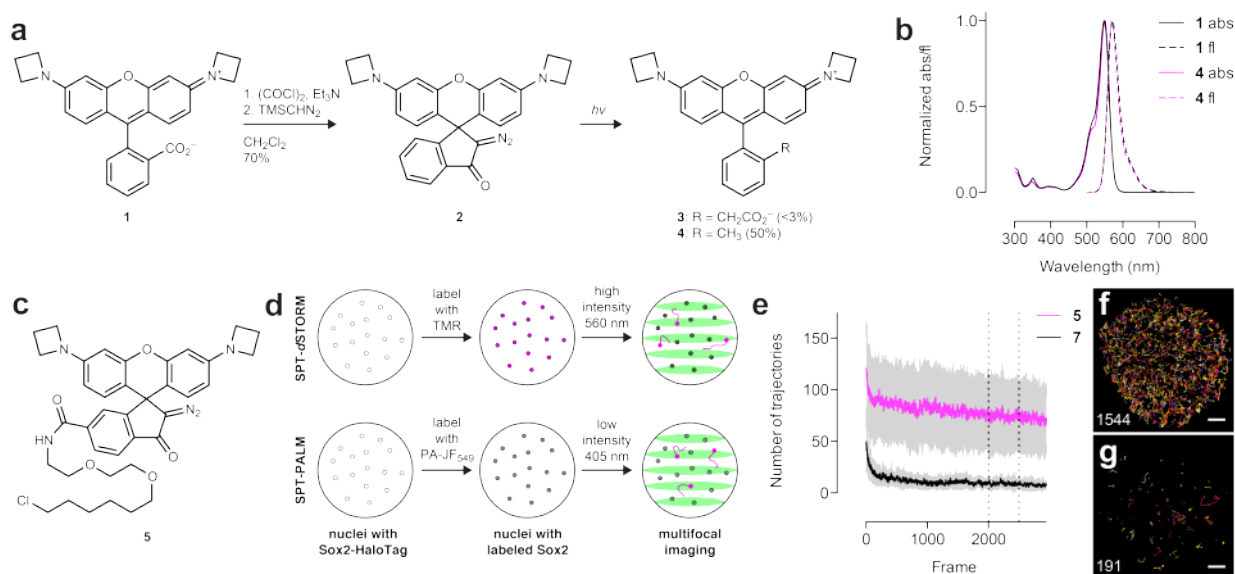 a
N
O
N⁺
CO₂⁻
1
1. (COCl)₂, Et₃N
2. TMSCHN₂
CH₂Cl₂
70%
N
O
N
N₂
O
2
hv
N
O
N⁺
R
3: R = CH₂CO₂⁻ (<3%)
4: R = CH₃ (50%)
b
Normalized abs/fl
1.0
0.5
0.0
300 400 500 600 700 800
Wavelength (nm)
1 abs
1 fl
4 abs
4 fl
c
N
O
N
O
N₂
HN
O
O
O
Cl
5
d
SPT-dSTORM
label
with
TMR
high
intensity
560 nm
SPT-PALM
label
with
PA-JF₅₄₉
low
intensity
405 nm
nuclei with
Sox2-HaloTag
nuclei with
labeled Sox2
multifocal
imaging
e
Number of trajectories
150
100
50
0
0 1000 2000
Frame
5
7
f
1544
g
191